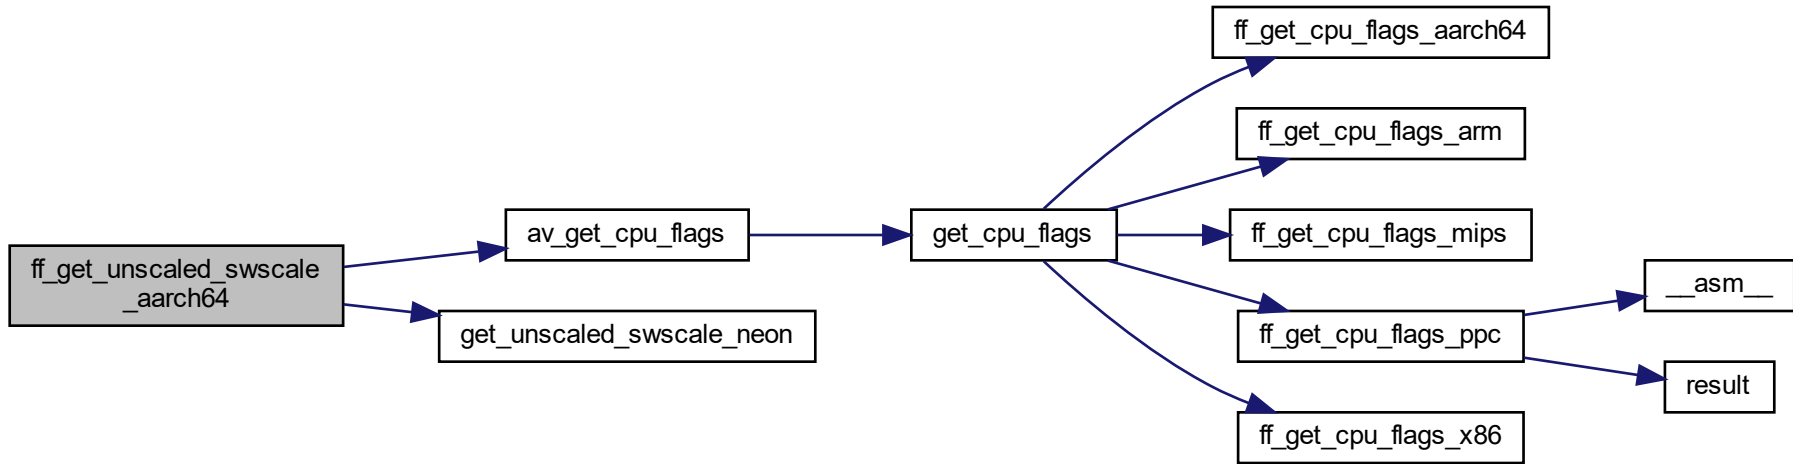 ff_get_unscaled_swscale
_aarch64
av_get_cpu_flags
get_unscaled_swscale_neon
get_cpu_flags
ff_get_cpu_flags_aarch64
ff_get_cpu_flags_arm
ff_get_cpu_flags_mips
ff_get_cpu_flags_ppc
ff_get_cpu_flags_x86
__asm__
result